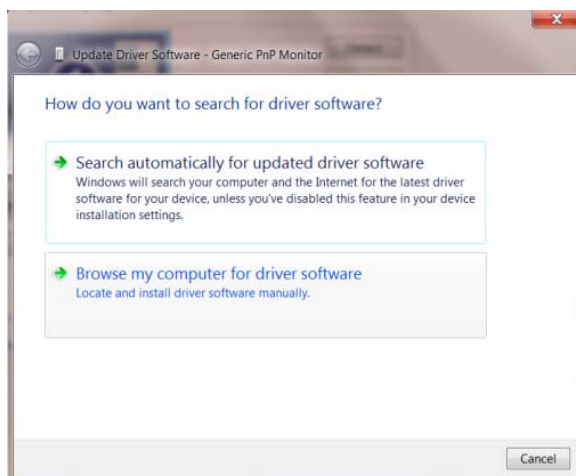 Update Driver Software - Generic PnP Monitor
How do you want to search for driver software?
Search automatically for updated driver software
Windows will search your computer and the Internet for the latest driver
software for your device, unless you've disabled this feature in your device
installation settings.
Browse my computer for driver software
Locate and install driver software manually.
Cancel